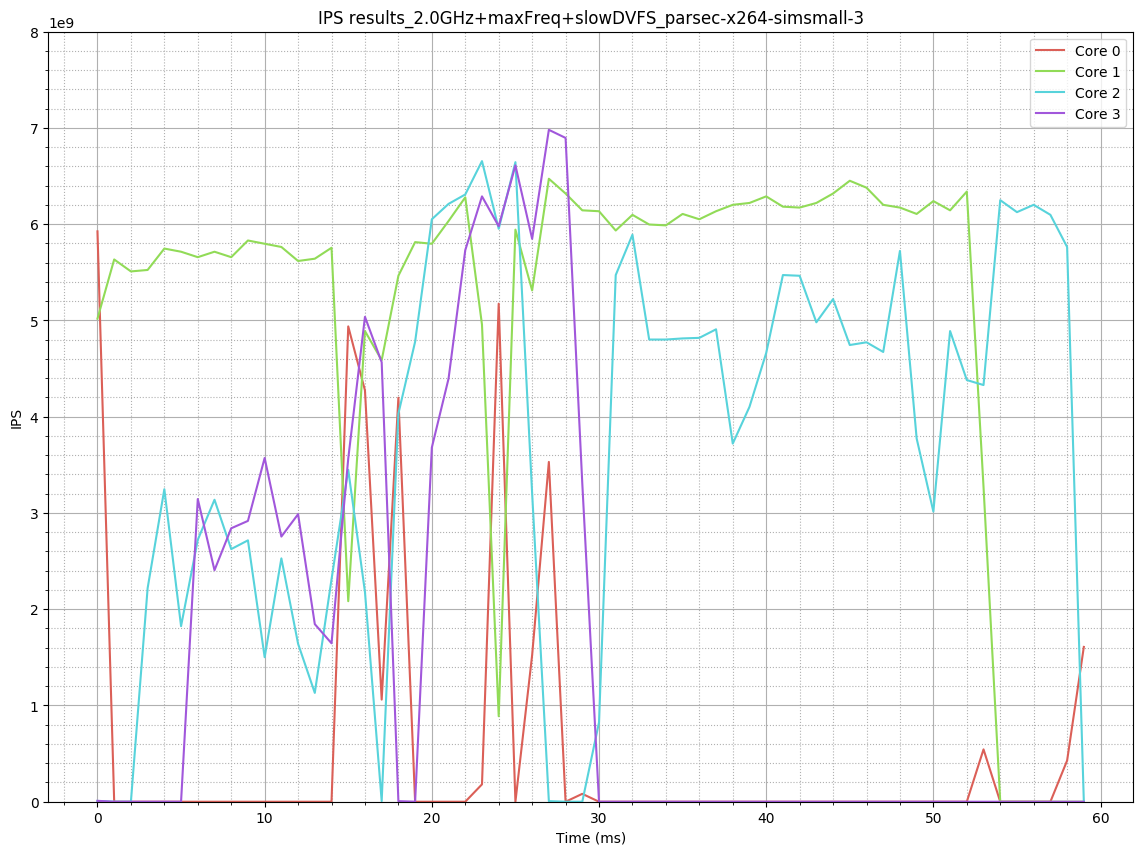 IPS results_2.0GHz+maxFreq+slowDVFS_parsec-x264-simsmall-3
1e9
Core 0
Core 1
Core 2
Core 3
8
7
6
5
4
3
2
1
0
IPS
0 10 20 30 40 50 60
Time (ms)